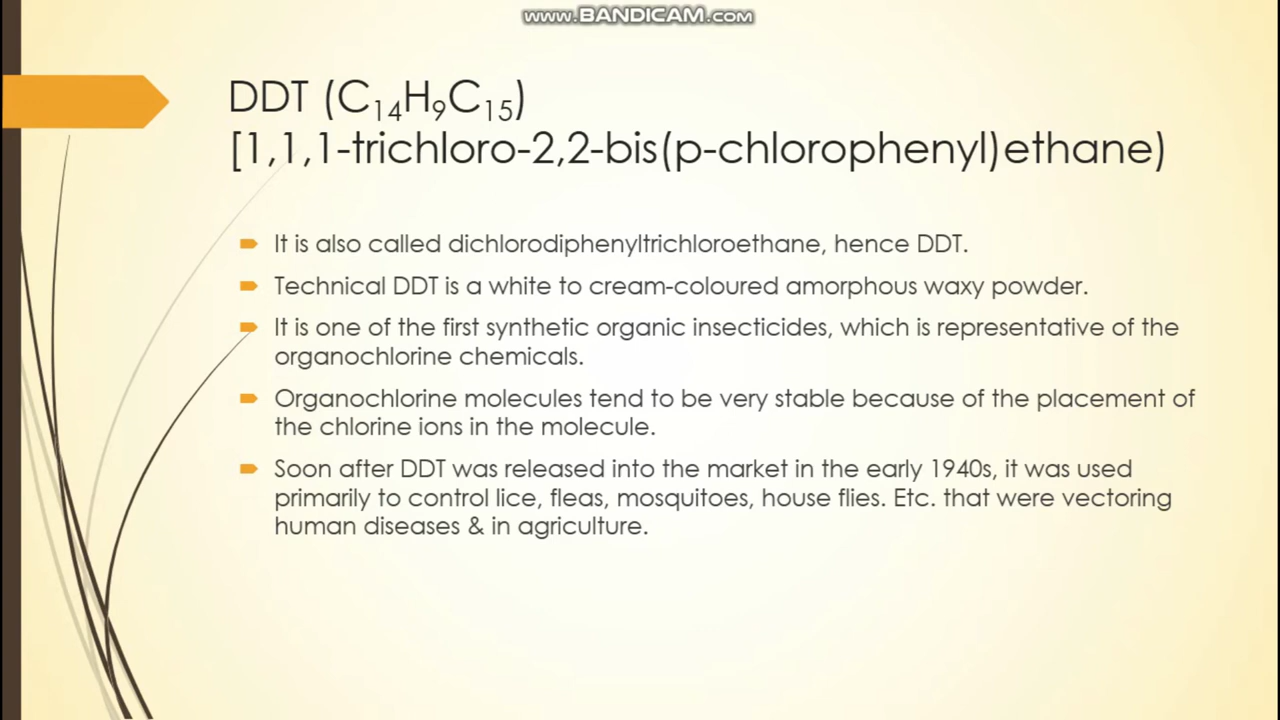 www.BANDICAM.com
DDT (C₁₄H₉C₁₅)
[1,1,1-trichloro-2,2-bis(p-chlorophenyl)ethane)
It is also called dichlorodiphenyltrichloroethane, hence DDT.
Technical DDT is a white to cream-coloured amorphous waxy powder.
It is one of the first synthetic organic insecticides, which is representative of the
organochlorine chemicals.
Organochlorine molecules tend to be very stable because of the placement of
the chlorine ions in the molecule.
Soon after DDT was released into the market in the early 1940s, it was used
primarily to control lice, fleas, mosquitoes, house flies. Etc. that were vectoring
human diseases & in agriculture.